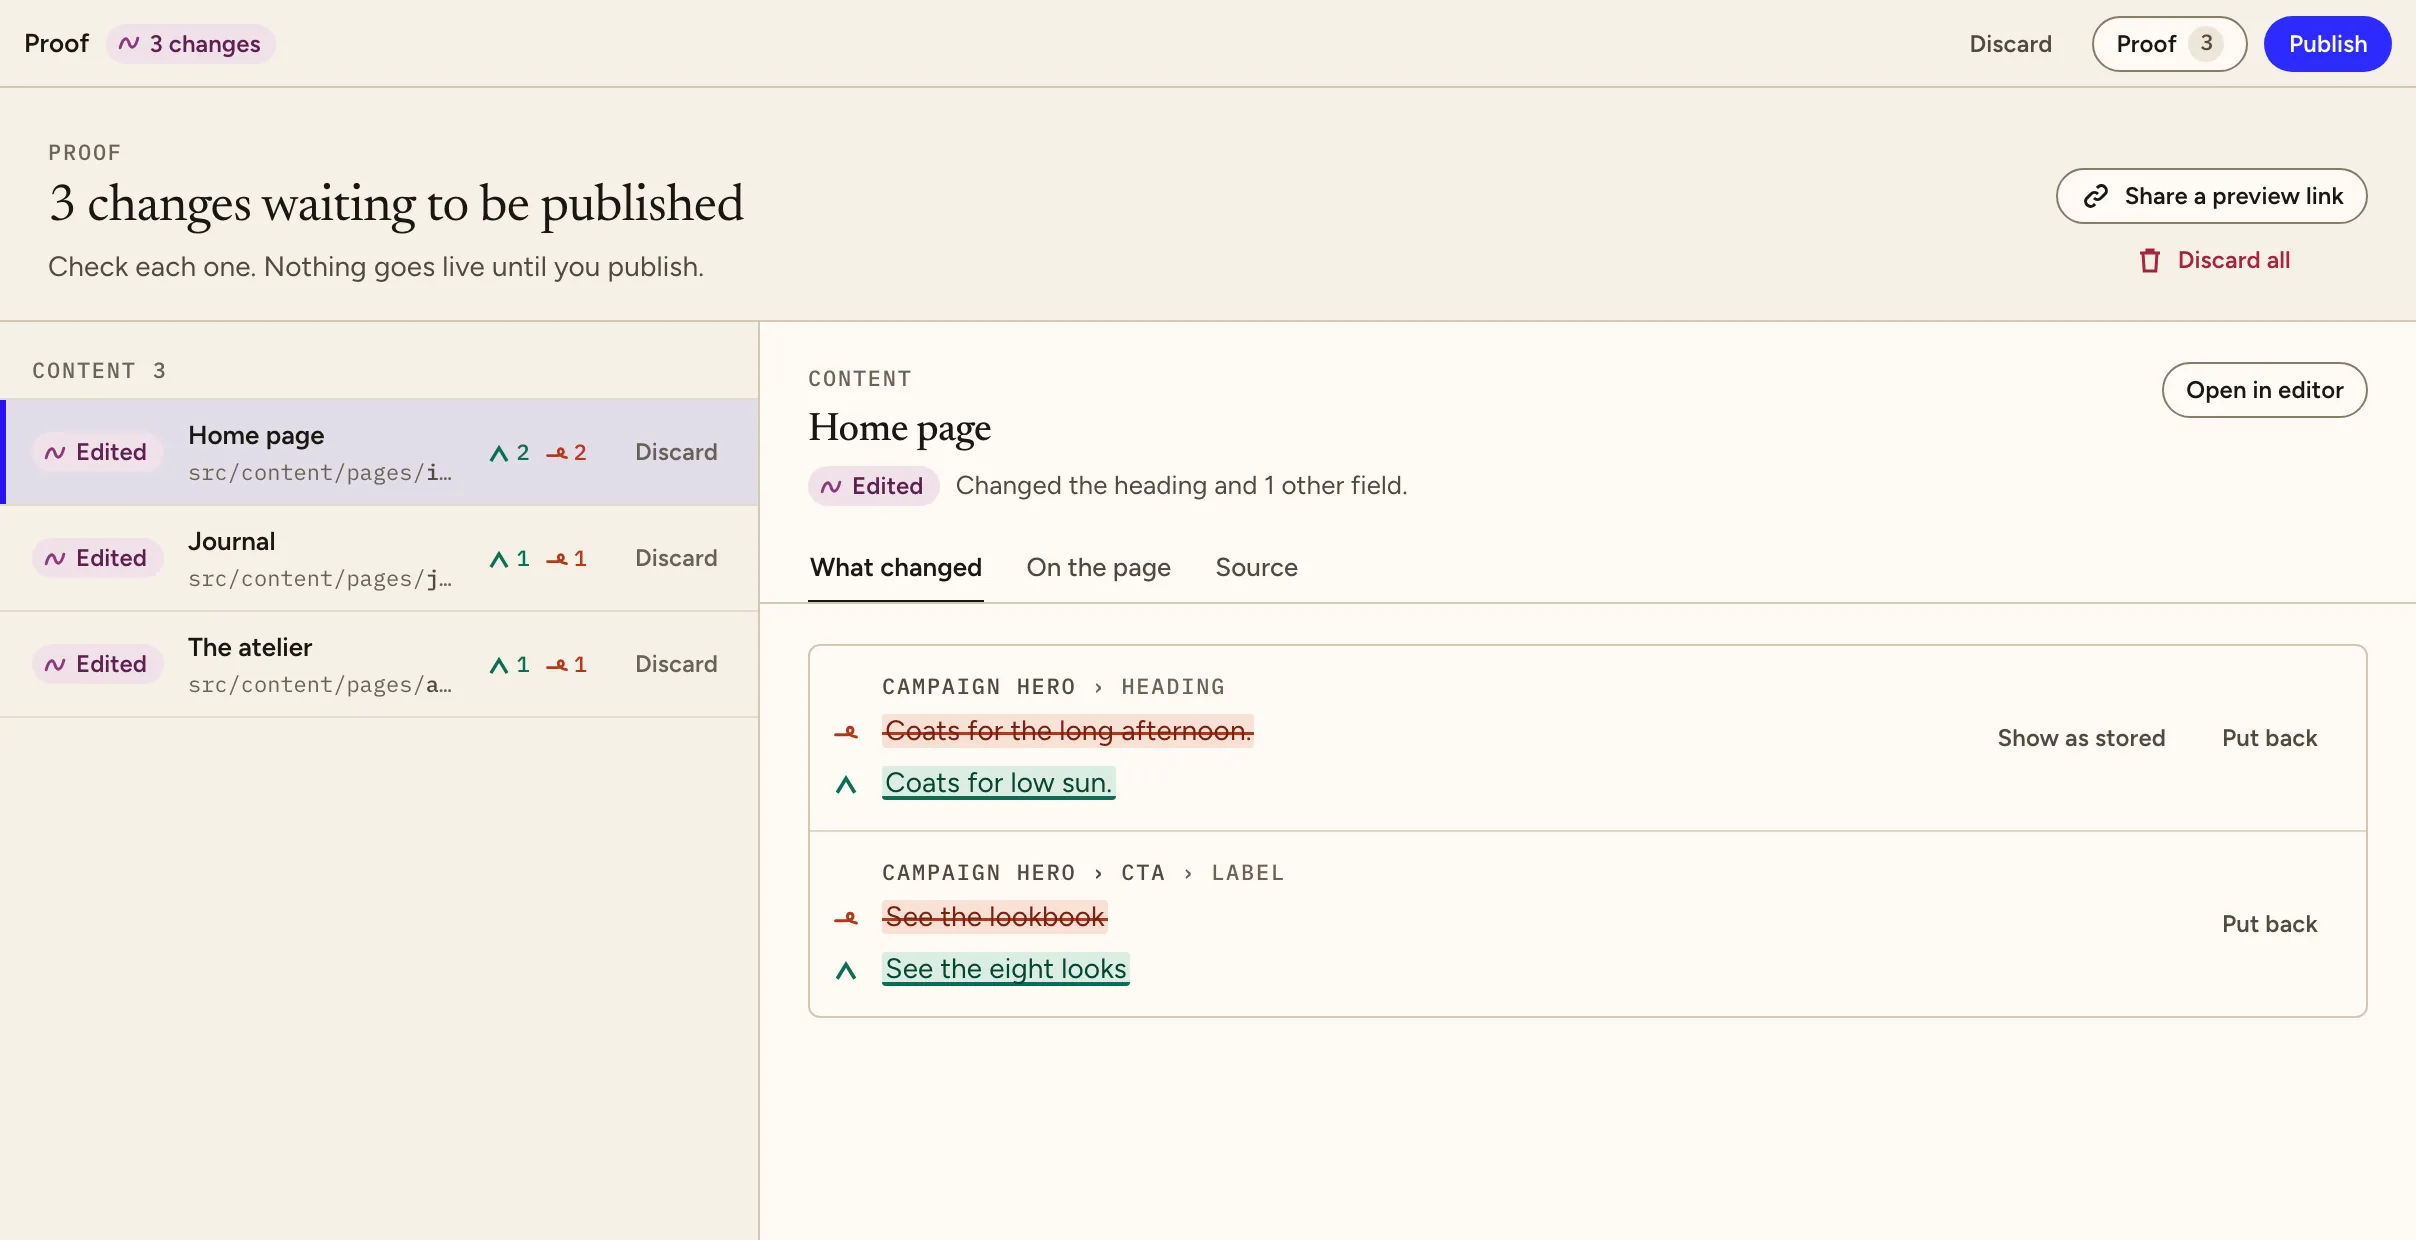 Proof 3 changes Discard Proof 3 Publish
PROOF
3 changes waiting to be published
Check each one. Nothing goes live until you publish.
Share a preview link
Discard all
CONTENT 3
Edited Home page 2 2 Discard
src/content/pages/i…
Edited Journal 1 1 Discard
src/content/pages/j…
Edited The atelier 1 1 Discard
src/content/pages/a…
CONTENT
Home page
Open in editor
Edited Changed the heading and 1 other field.
What changed On the page Source
CAMPAIGN HERO › HEADING
Coats for the long afternoon.
Coats for low sun.
Show as stored Put back
CAMPAIGN HERO › CTA › LABEL
See the lookbook
See the eight looks
Put back